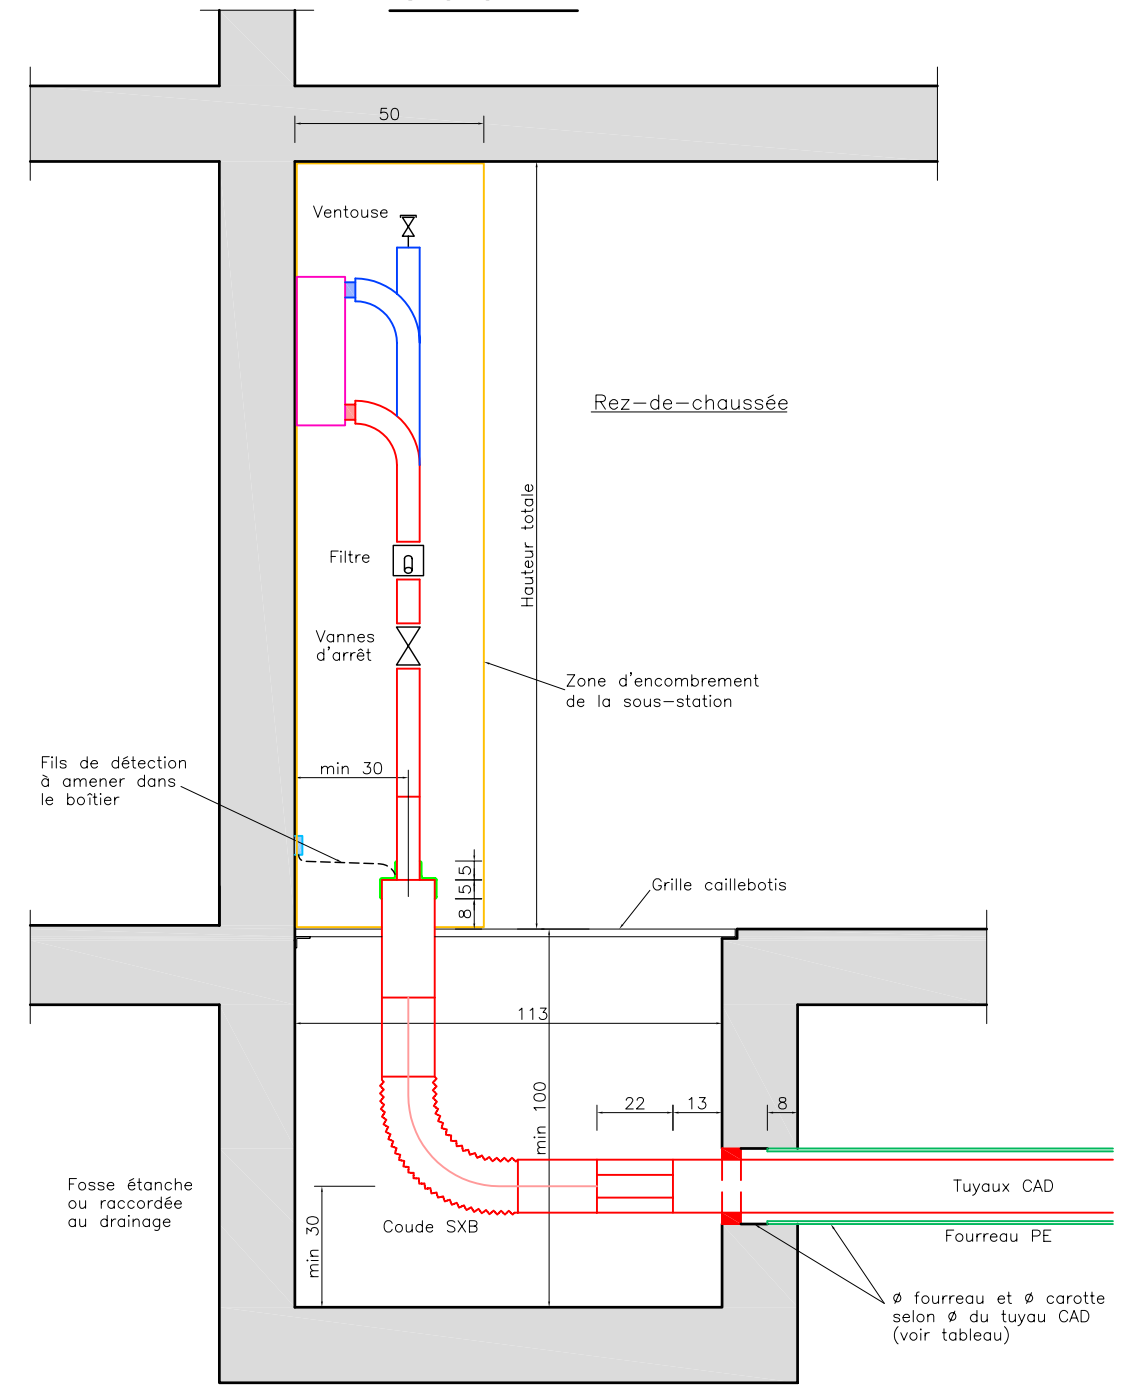 50
Ventouse
Rez-de-chaussée
Hauteur totale
Filtre
Vannes
d'arrêt
Zone d'encombrement
de la sous-station
Fils de détection
à amener dans
le boîtier
min 30
5
5
8
Grille caillebotis
113
min 100
22
13
8
Fosse étanche
ou raccordée
au drainage
min 30
Coude SXB
Tuyaux CAD
Fourreau PE
ø fourreau et ø carotte
selon ø du tuyau CAD
(voir tableau)